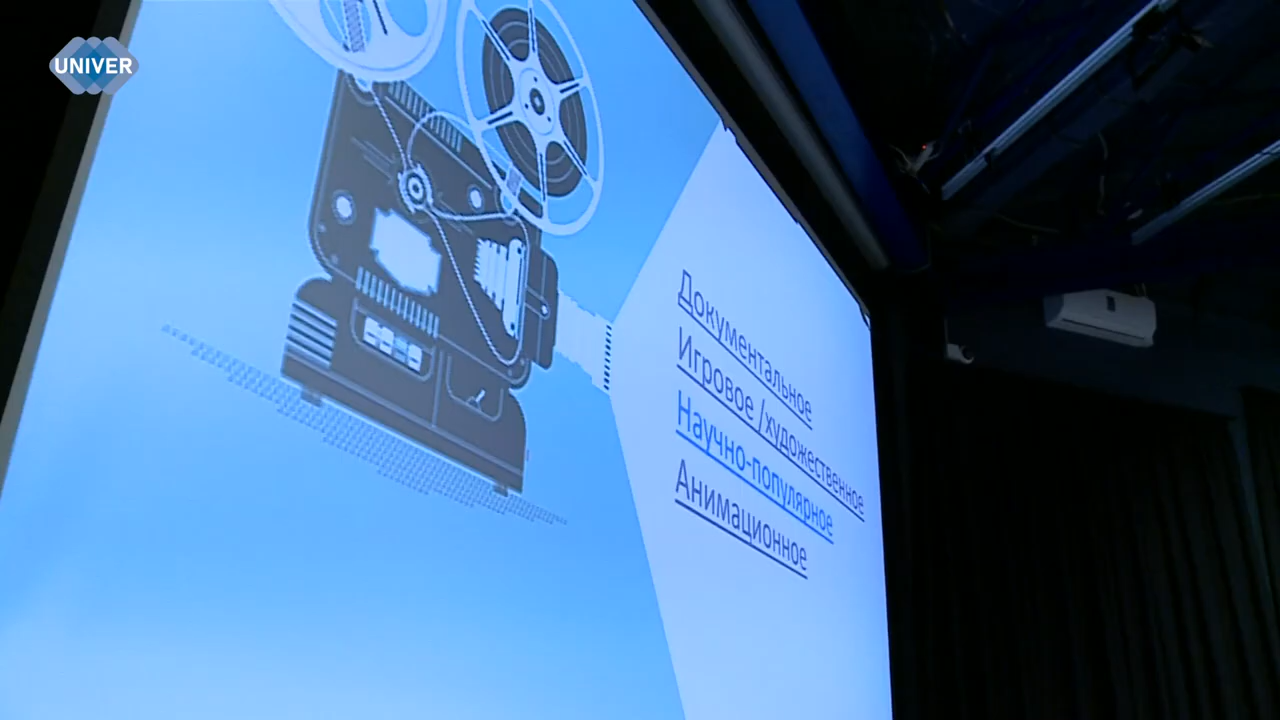 UNIVER
Документальное
Игровое /художественное
Научно-популярное
Анимационное